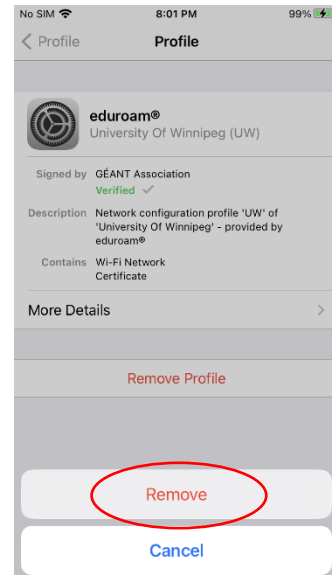 No SIM 8:01 PM 99%
Profile Profile
eduroam®
University Of Winnipeg (UW)
Signed by GÉANT Association
Verified ✓
Description Network configuration profile 'UW' of
'University Of Winnipeg' - provided by
eduroam®
Contains Wi-Fi Network
Certificate
More Details
Remove Profile
Remove
Cancel